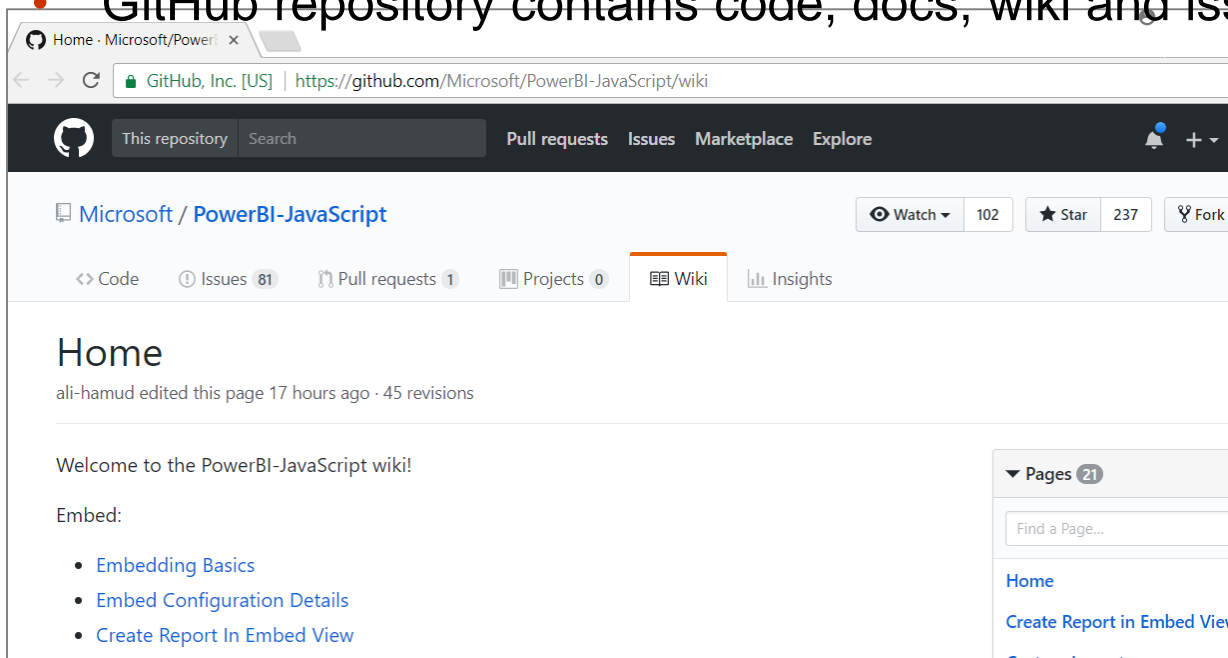 • GitHub repository contains code, docs, wiki and iss
Home · Microsoft/PowerB ×
GitHub, Inc. [US] | https://github.com/Microsoft/PowerBI-JavaScript/wiki
This repository Search Pull requests Issues Marketplace Explore
Microsoft / PowerBI-JavaScript Watch 102 Star 237 Fork
Code Issues 81 Pull requests 1 Projects 0 Wiki Insights
Home
ali-hamud edited this page 17 hours ago · 45 revisions
Welcome to the PowerBI-JavaScript wiki!
Pages 21
Embed:
Find a Page...
• Embedding Basics
Home
• Embed Configuration Details
Create Report in Embed View
• Create Report In Embed View